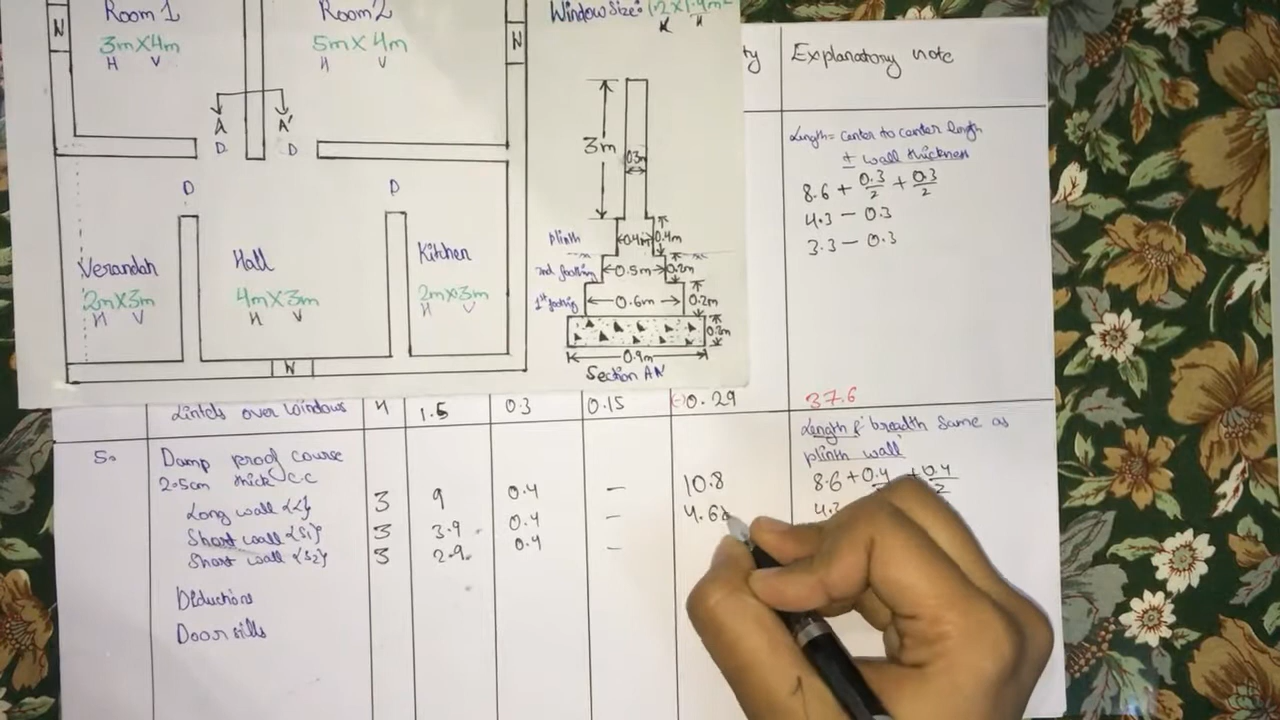 Room 1
3m X 4m
H V
Room 2
5m X 4m
H V
W
W
A A'
D D
D D
Verandah
2m X 3m
H V
Hall
4m X 3m
H V
Kitchen
2m X 3m
H V
W
Window Size:
3m
0.3m
plinth
0.4m 0.4m
2nd footing
0.5m 0.2m
1st footing
0.6m 0.2m
0.9m
Section AA'
ty
Explanatory note
Length = center to center length
± wall thickness
8.6 + 0.3/2 + 0.3/2
4.3 - 0.3
3.3 - 0.3
37.6
Lintels over windows 4 1.5 0.3 0.15 (-)0.29
5. Damp proof course
2.5cm thick C.C
Long wall {L} 3 9 0.4 - 10.8
Short wall {S1} 3 3.9 0.4 - 4.68
Short wall {S2} 3 2.9 0.4 -
Deductions
Door sills
Length & breadth same as
plinth wall
8.6 + 0.4/2 + 0.4/2
4.3